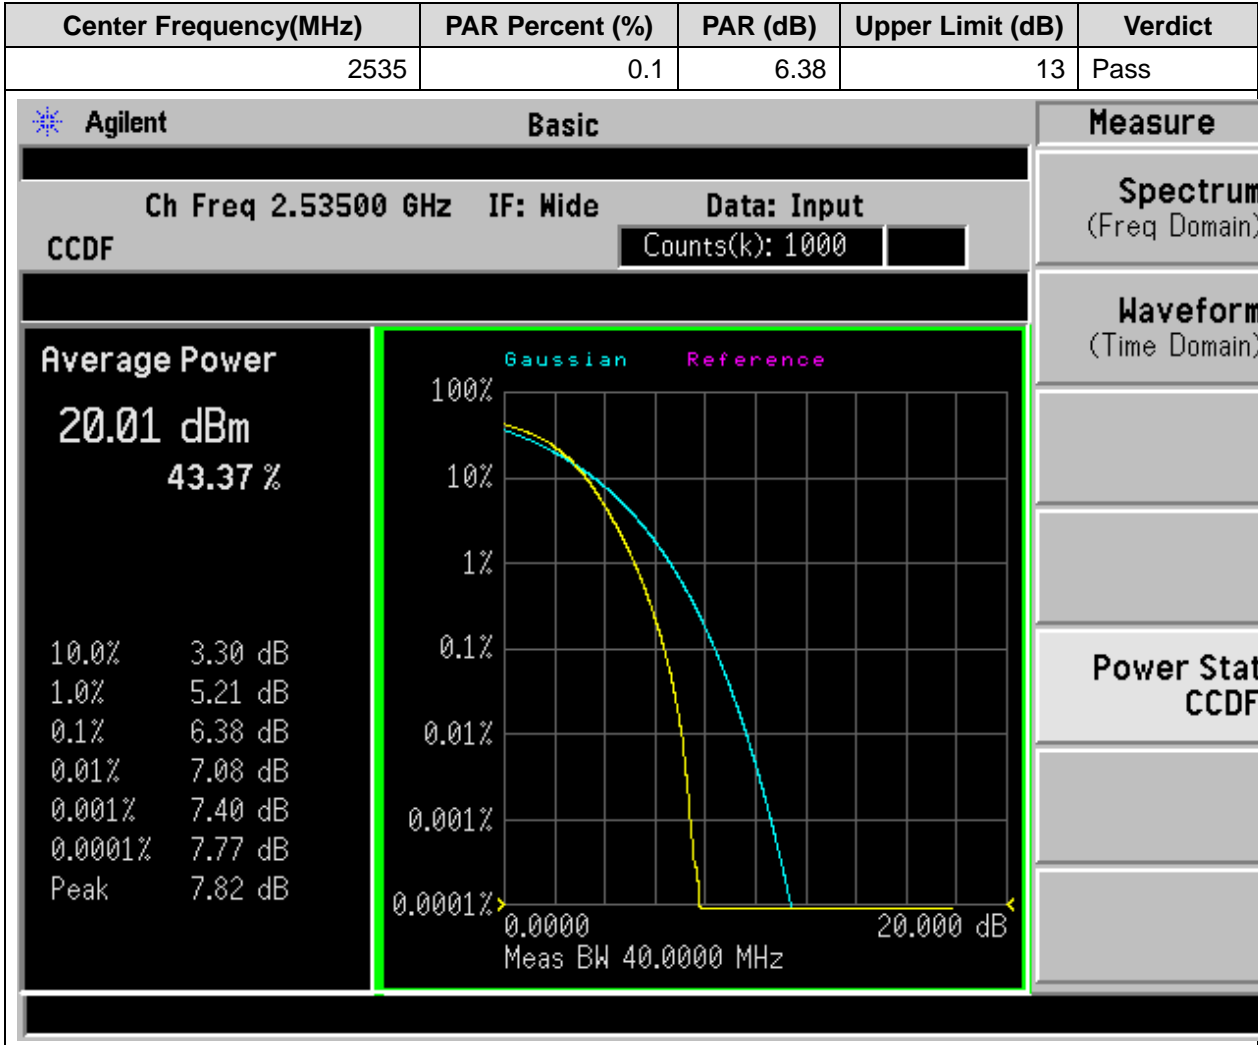 Center Frequency(MHz) PAR Percent (%) PAR (dB) Upper Limit (dB) Verdict
2535 0.1 6.38 13 Pass
Agilent Basic Measure
Ch Freq 2.53500 GHz IF: Wide Data: Input
CCDF Counts(k): 1000
Average Power
20.01 dBm
43.37 %
10.0% 3.30 dB
1.0% 5.21 dB
0.1% 6.38 dB
0.01% 7.08 dB
0.001% 7.40 dB
0.0001% 7.77 dB
Peak 7.82 dB
Gaussian Reference
100%
10%
1%
0.1%
0.01%
0.001%
0.0001%
0.0000 20.000 dB
Meas BW 40.0000 MHz
Spectrum
(Freq Domain)
Waveform
(Time Domain)
Power Stat
CCDF